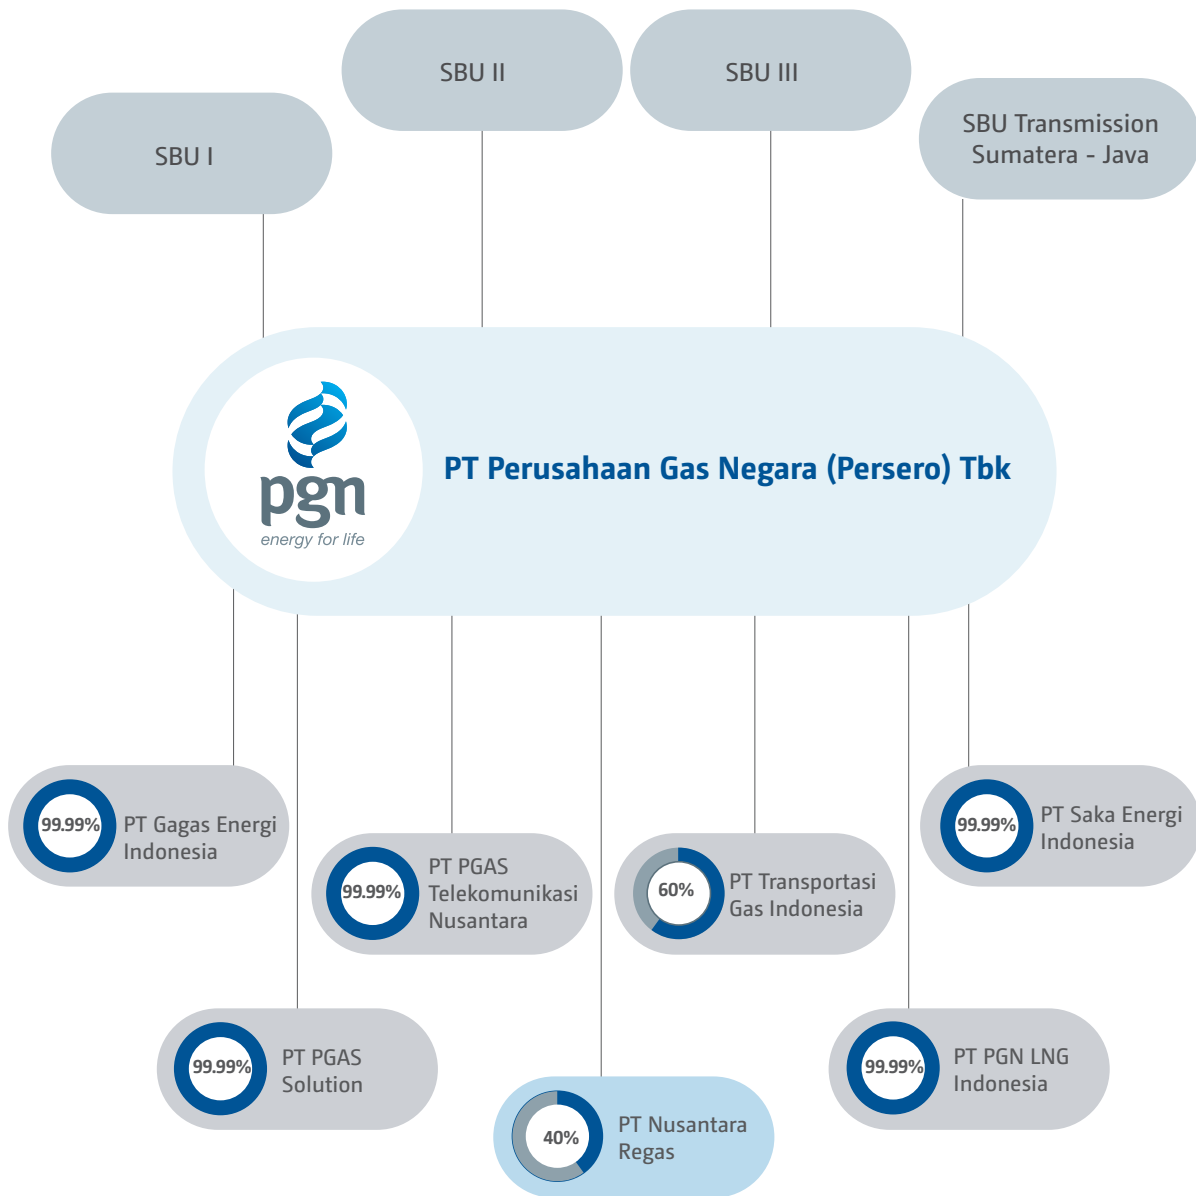 SBU I
SBU II
SBU III
SBU Transmission
Sumatera - Java
pgn
energy for life
PT Perusahaan Gas Negara (Persero) Tbk
99.99%
PT Gagas Energi
Indonesia
99.99%
PT PGAS
Solution
99.99%
PT PGAS
Telekomunikasi
Nusantara
40%
PT Nusantara
Regas
60%
PT Transportasi
Gas Indonesia
99.99%
PT PGN LNG
Indonesia
99.99%
PT Saka Energi
Indonesia